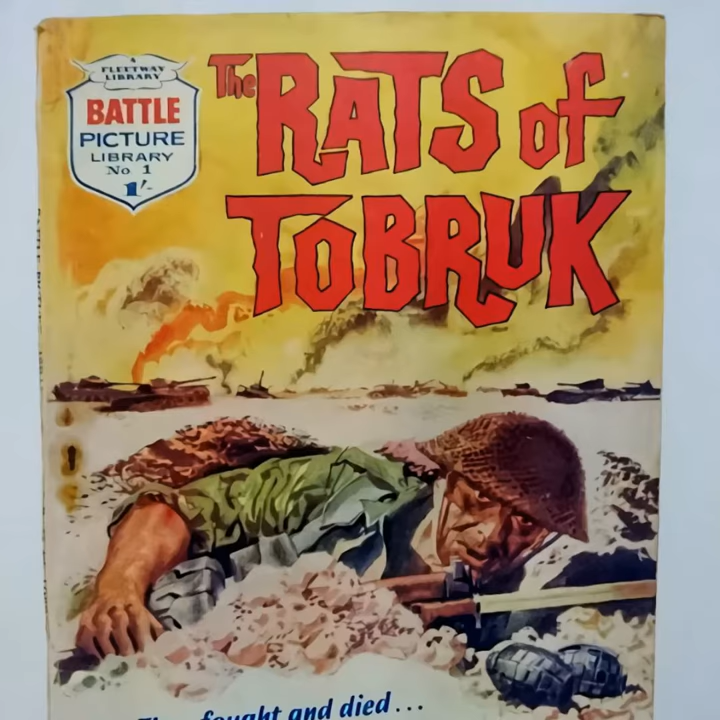 A
FLEETWAY
LIBRARY
BATTLE
PICTURE
LIBRARY
No 1
1/-
The RATS of
TOBRUK
fought and died...